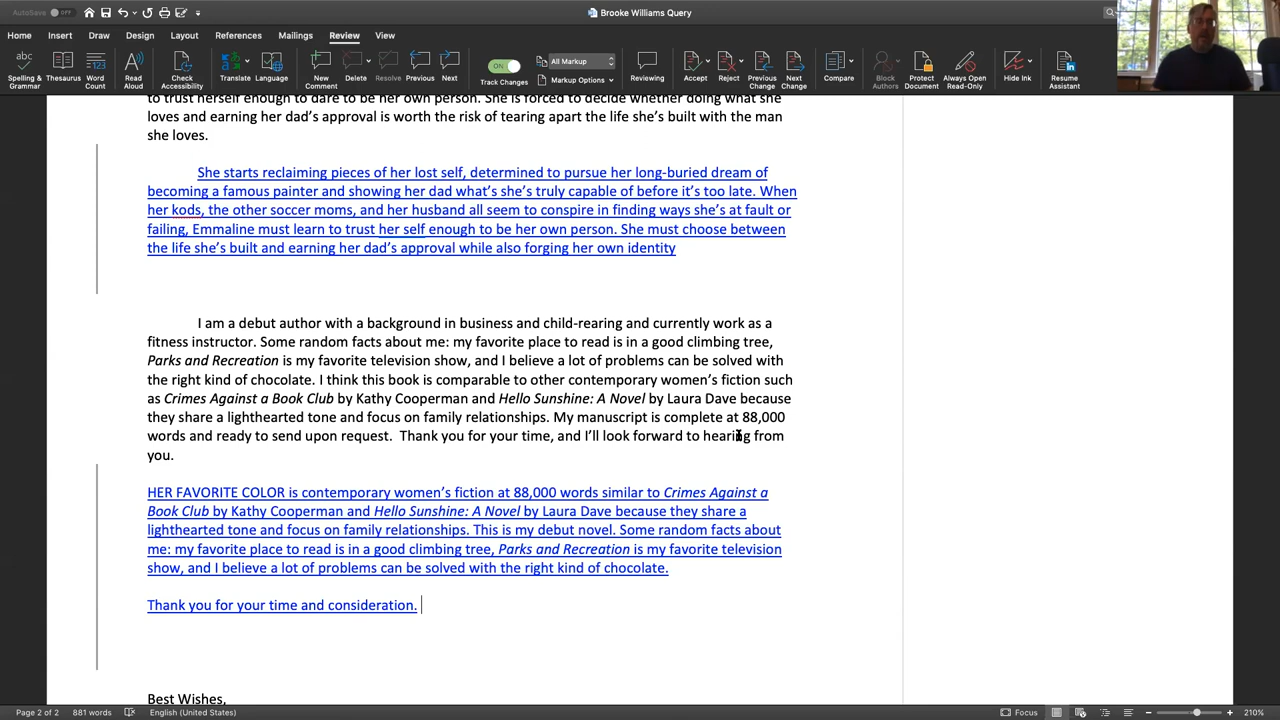 AutoSave OFF
Brooke Williams Query
Home Insert Draw Design Layout References Mailings Review View
abc
Spelling & Grammar
Thesaurus
123
Word Count
Read Aloud
Check Accessibility
Translate
Language
New Comment
Delete
Resolve
Previous
Next
ON
Track Changes
All Markup
Markup Options
Reviewing
Accept
Reject
Previous Change
Next Change
Compare
Block Authors
Protect Document
Always Open Read-Only
Hide Ink
Resume Assistant
to trust herself enough to dare to be her own person. She is forced to decide whether doing what she
loves and earning her dad’s approval is worth the risk of tearing apart the life she’s built with the man
she loves.
She starts reclaiming pieces of her lost self, determined to pursue her long-buried dream of
becoming a famous painter and showing her dad what’s she’s truly capable of before it’s too late. When
her kods, the other soccer moms, and her husband all seem to conspire in finding ways she’s at fault or
failing, Emmaline must learn to trust her self enough to be her own person. She must choose between
the life she’s built and earning her dad’s approval while also forging her own identity
I am a debut author with a background in business and child-rearing and currently work as a
fitness instructor. Some random facts about me: my favorite place to read is in a good climbing tree,
Parks and Recreation is my favorite television show, and I believe a lot of problems can be solved with
the right kind of chocolate. I think this book is comparable to other contemporary women’s fiction such
as Crimes Against a Book Club by Kathy Cooperman and Hello Sunshine: A Novel by Laura Dave because
they share a lighthearted tone and focus on family relationships. My manuscript is complete at 88,000
words and ready to send upon request.  Thank you for your time, and I’ll look forward to hearing from
you.
HER FAVORITE COLOR is contemporary women’s fiction at 88,000 words similar to Crimes Against a
Book Club by Kathy Cooperman and Hello Sunshine: A Novel by Laura Dave because they share a
lighthearted tone and focus on family relationships. This is my debut novel. Some random facts about
me: my favorite place to read is in a good climbing tree, Parks and Recreation is my favorite television
show, and I believe a lot of problems can be solved with the right kind of chocolate.
Thank you for your time and consideration.
Best Wishes,
Page 2 of 2 881 words English (United States) Focus 210%